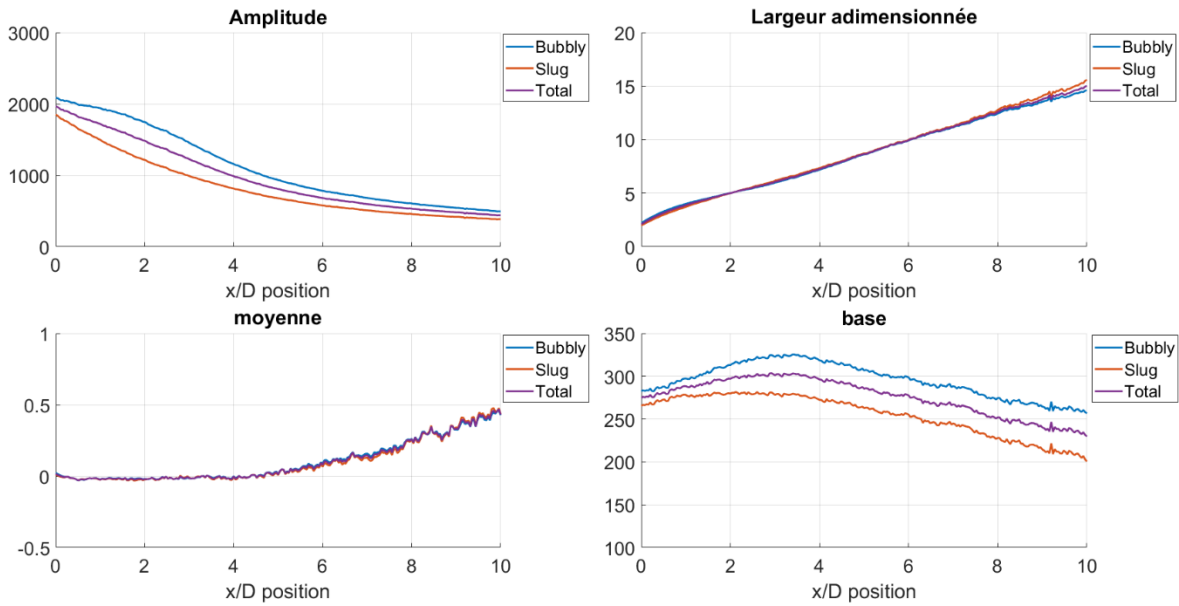 Amplitude
3000
2000
1000
0
0 2 4 6 8 10
x/D position
Bubbly
Slug
Total
Largeur adimensionnée
20
15
10
5
0
0 2 4 6 8 10
x/D position
Bubbly
Slug
Total
moyenne
1
0.5
0
-0.5
0 2 4 6 8 10
x/D position
Bubbly
Slug
Total
base
350
300
250
200
150
100
0 2 4 6 8 10
x/D position
Bubbly
Slug
Total